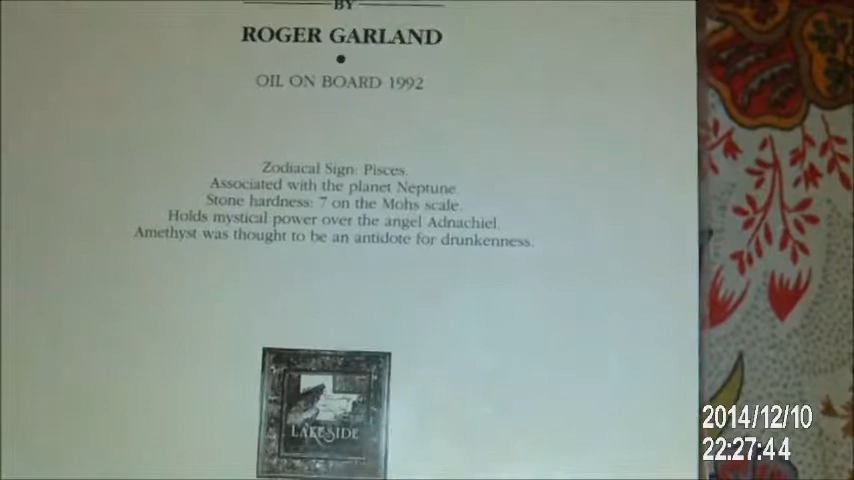 BY
ROGER GARLAND
•
OIL ON BOARD 1992
Zodiacal Sign: Pisces.
Associated with the planet Neptune.
Stone hardness: 7 on the Mohs scale.
Holds mystical power over the angel Adnachiel.
Amethyst was thought to be an antidote for drunkenness.
LAKESIDE
2014/12/10
22:27:44